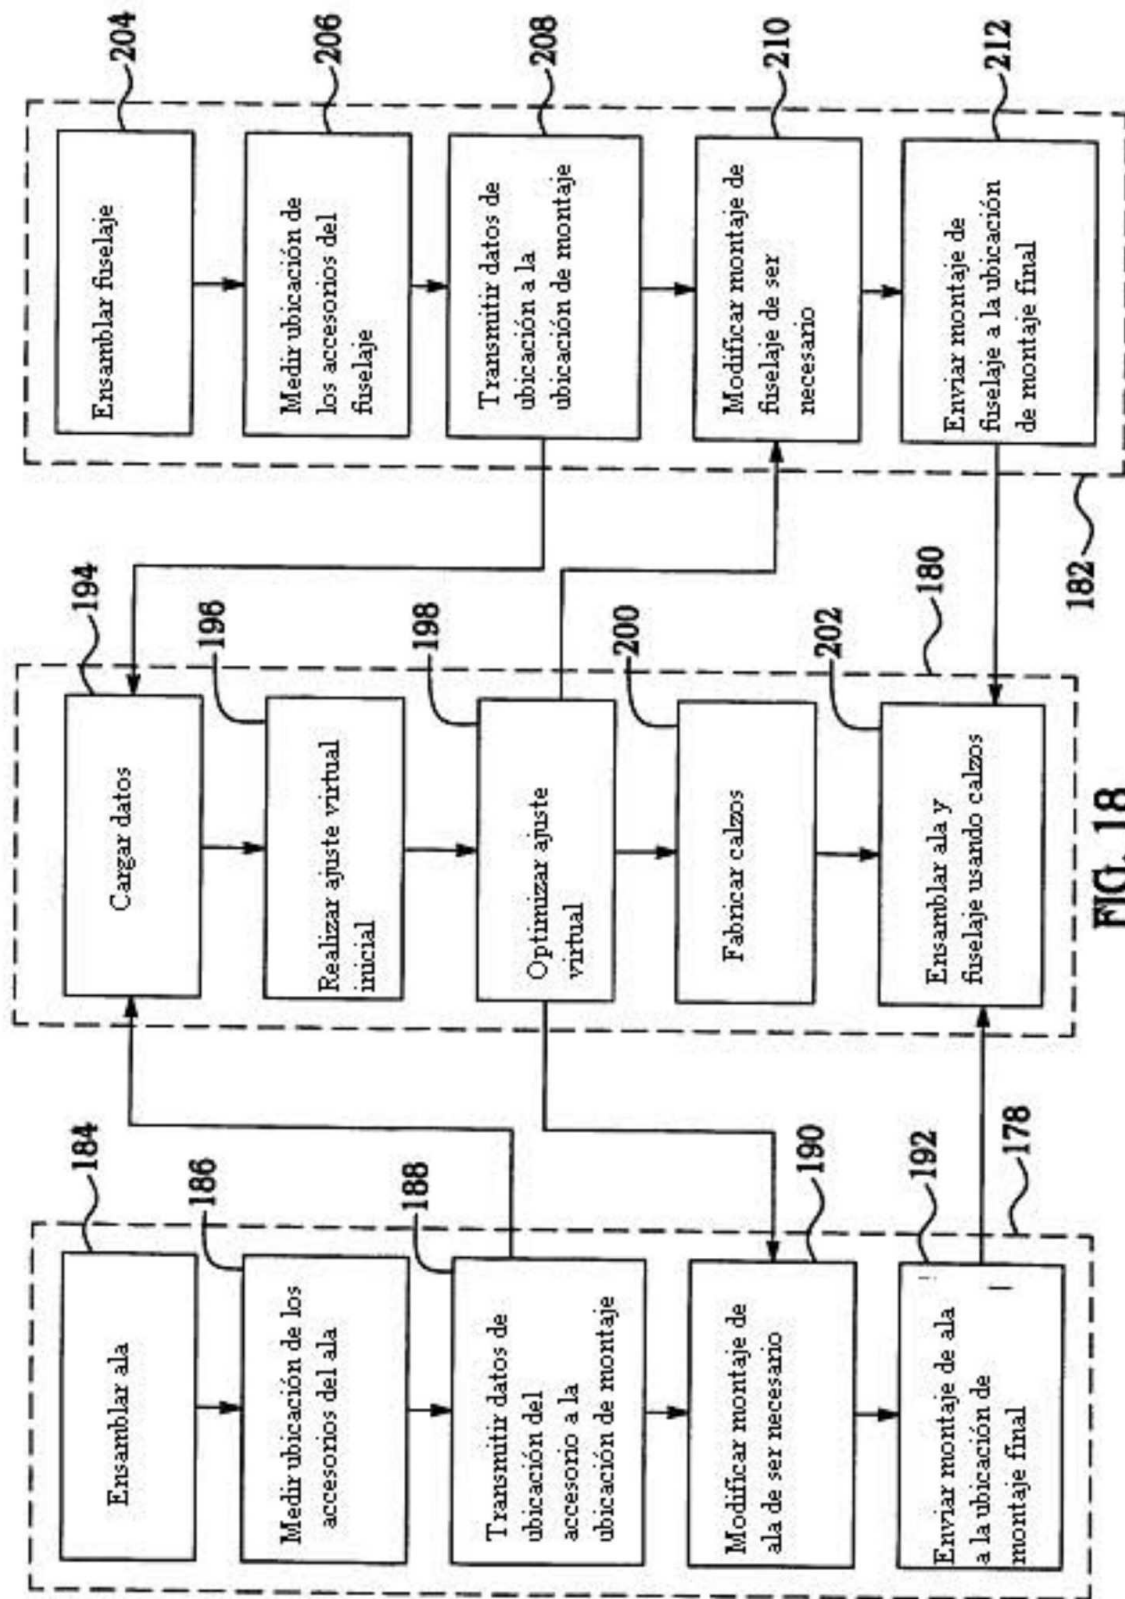 184
Ensamblar ala
186
Medir ubicación de los
accesorios del ala
188
Transmitir datos de
ubicación del
accesorio a la
ubicación de montaje
190
Modificar montaje de
ala de ser necesario
192
Enviar montaje de ala
a la ubicación de
montaje final
178
194
Cargar datos
196
Realizar ajuste virtual
inicial
198
Optimizar ajuste
virtual
200
Fabricar calzos
202
Ensamblar ala y
fuselaje usando calzos
180
204
Ensamblar fuselaje
206
Medir ubicación de
los accesorios del
fuselaje
208
Transmitir datos de
ubicación a la
ubicación de montaje
210
Modificar montaje de
fuselaje de ser
necesario
212
Enviar montaje de
fuselaje a la ubicación
de montaje final
182
FIG. 18